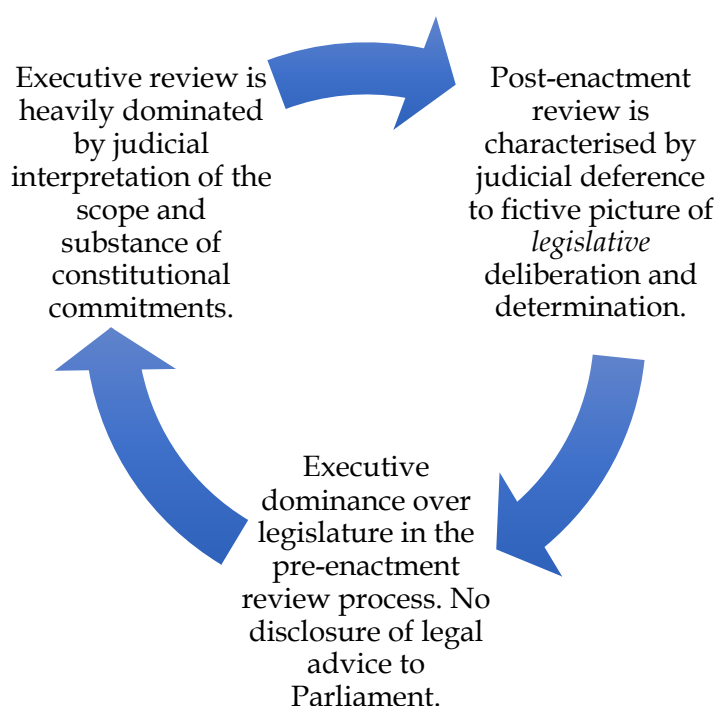 Executive review is
heavily dominated
by judicial
interpretation of the
scope and
substance of
constitutional
commitments.
Post-enactment
review is
characterised by
judicial deference
to fictive picture of
legislative
deliberation and
determination.
Executive
dominance over
legislature in the
pre-enactment
review process. No
disclosure of legal
advice to
Parliament.